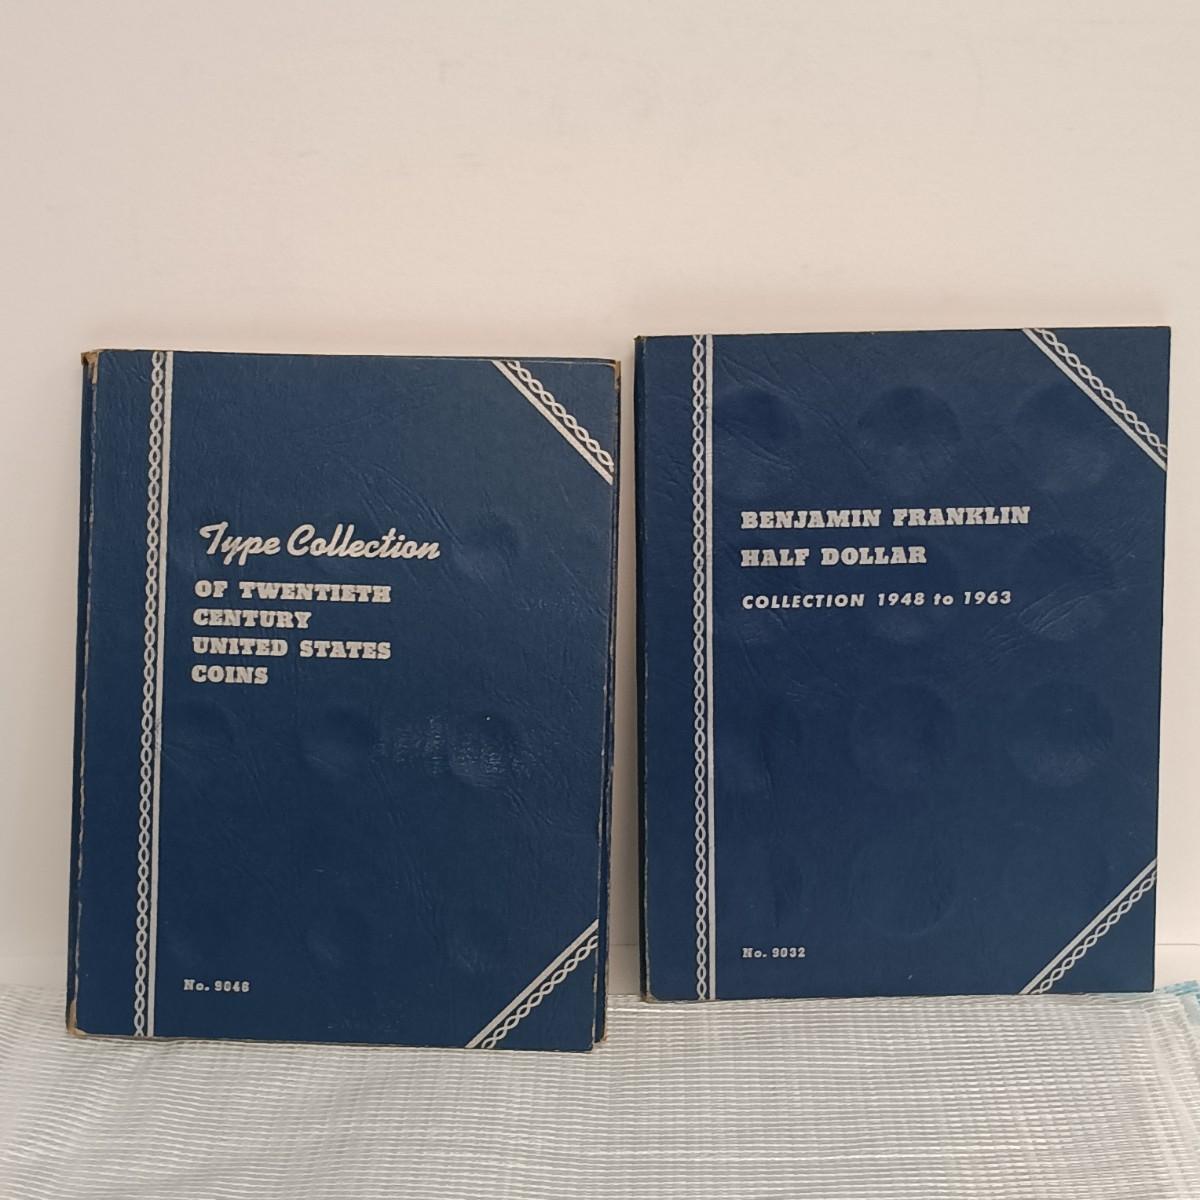 Type Collection
OF TWENTIETH
CENTURY
UNITED STATES
COINS
No. 9046
BENJAMIN FRANKLIN
HALF DOLLAR
COLLECTION 1948 to 1963
No. 9032